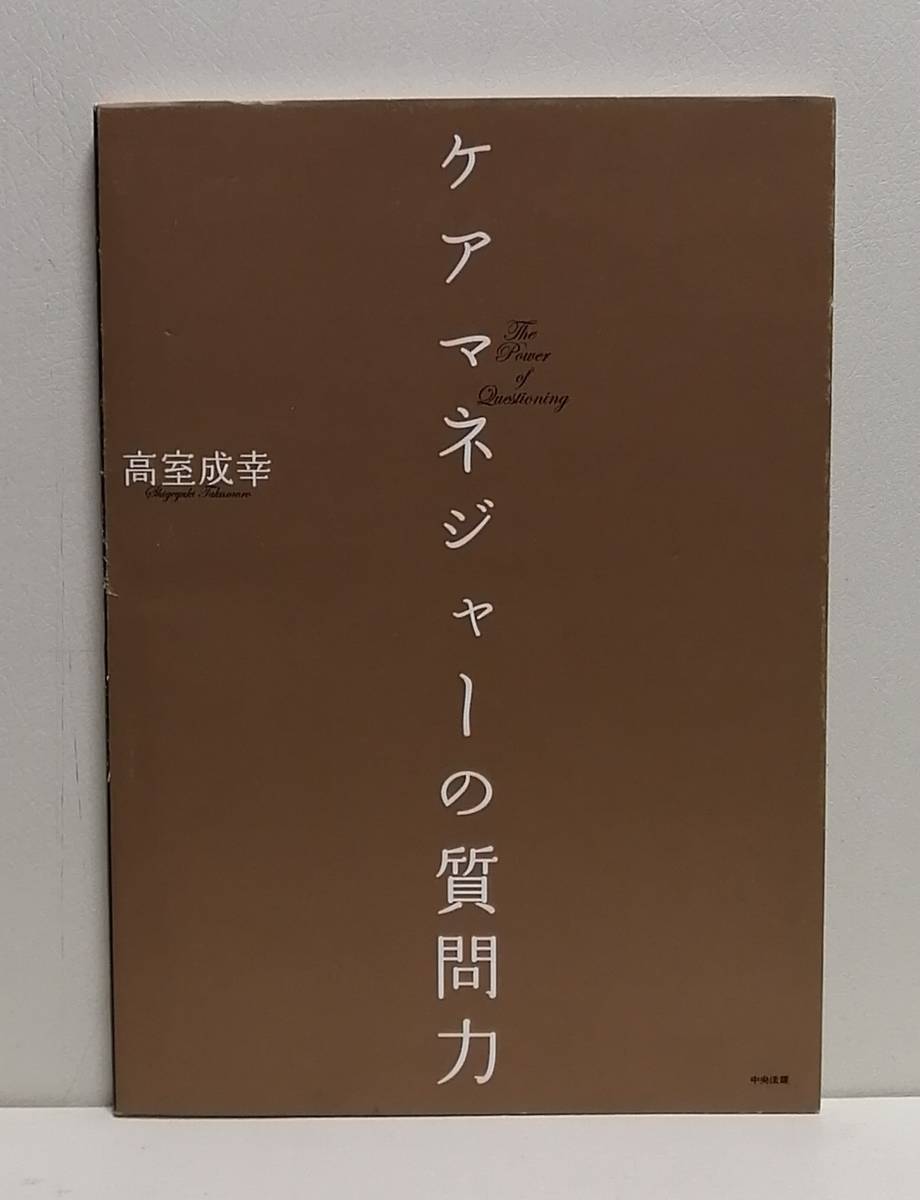 ケアマネジャーの質問力
The
Power
of
Questioning
高室成幸
Shigeyuki Takamuro
中央法規